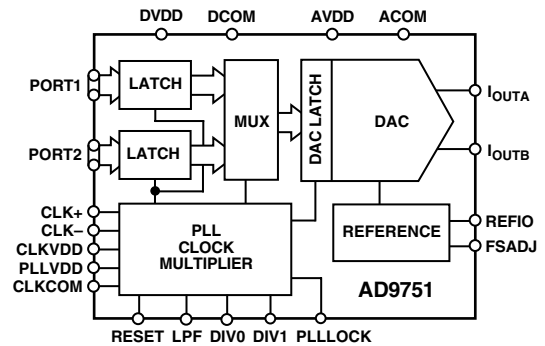 DVDD DCOM AVDD ACOM
PORT1
LATCH
MUX
DAC LATCH
DAC
IOUTA
PORT2
LATCH
IOUTB
CLK+
CLK–
CLKVDD
PLLVDD
CLKCOM
PLL
CLOCK
MULTIPLIER
REFERENCE
REFIO
FSADJ
AD9751
RESET LPF DIV0 DIV1 PLLLOCK